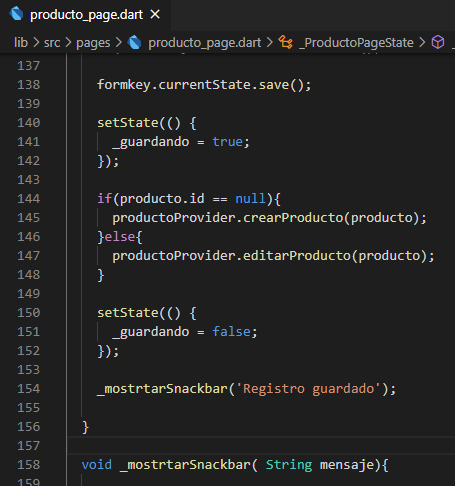 producto_page.dart ×
lib > src > pages > producto_page.dart > _ProductoPageState >
137
138 formkey.currentState.save();
139
140 setState(() {
141 _guardando = true;
142 });
143
144 if(producto.id == null){
145 productoProvider.crearProducto(producto);
146 }else{
147 productoProvider.editarProducto(producto);
148 }
149
150 setState(() {
151 _guardando = false;
152 });
153
154 _mostrtarSnackbar('Registro guardado');
155
156 }
157
158 void _mostrtarSnackbar( String mensaje){
159